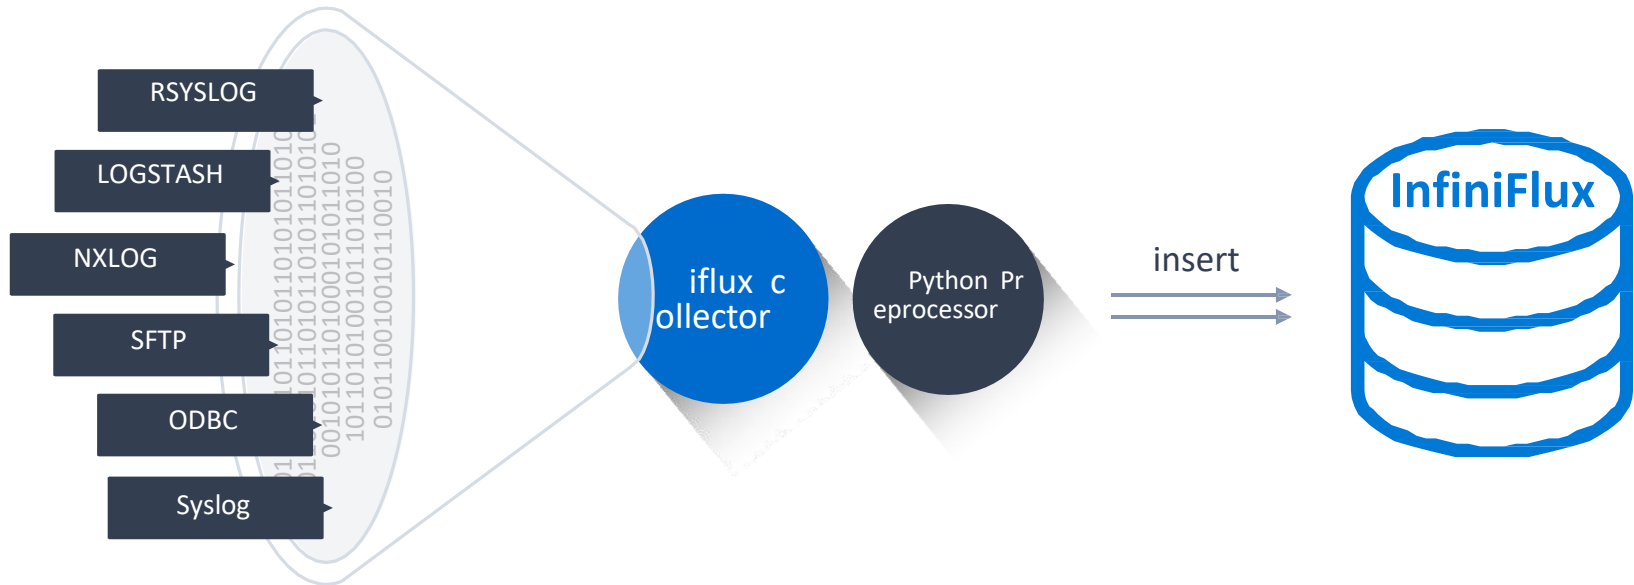 RSYSLOG
LOGSTASH
NXLOG
SFTP
ODBC
Syslog
iflux c
ollector
Python Pr
eprocessor
insert
InfiniFlux